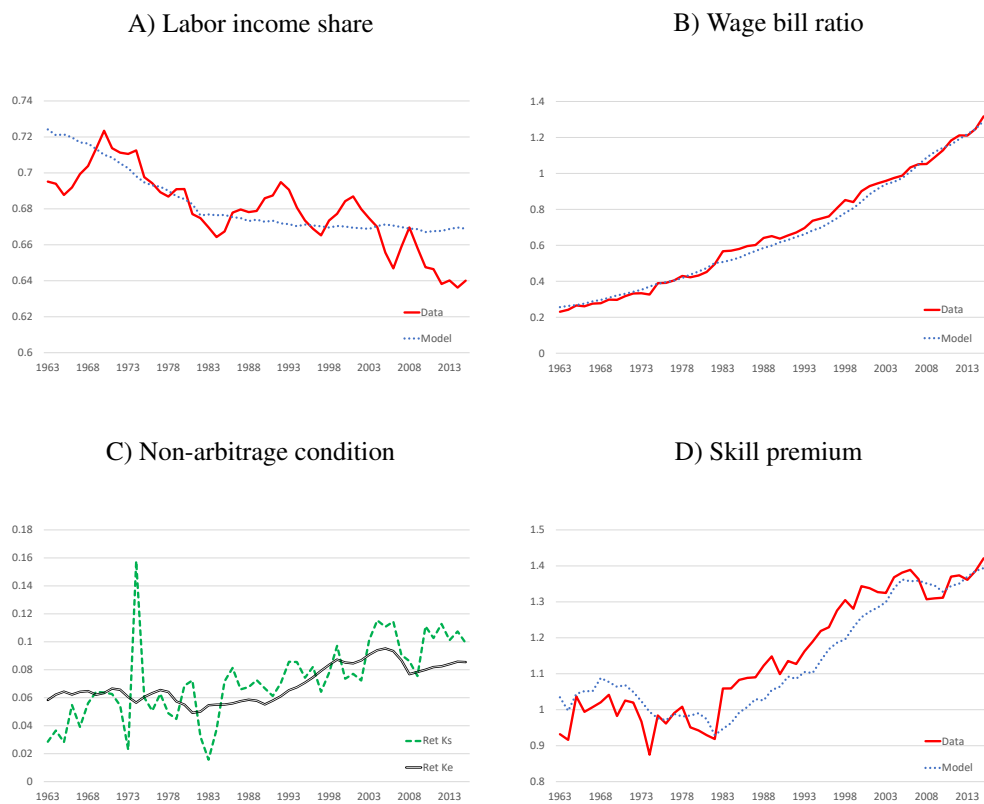 A) Labor income share
B) Wage bill ratio
0.74
0.72
0.7
0.68
0.66
0.64
0.62
0.6
Data
Model
1963 1968 1973 1978 1983 1988 1993 1998 2003 2008 2013
1.4
1.2
1
0.8
0.6
0.4
0.2
0
Data
Model
1963 1968 1973 1978 1983 1988 1993 1998 2003 2008 2013
C) Non-arbitrage condition
D) Skill premium
0.18
0.16
0.14
0.12
0.1
0.08
0.06
0.04
0.02
0
Ret Ks
Ret Ke
1963 1968 1973 1978 1983 1988 1993 1998 2003 2008 2013
1.5
1.4
1.3
1.2
1.1
1
0.9
0.8
Data
Model
1963 1968 1973 1978 1983 1988 1993 1998 2003 2008 2013